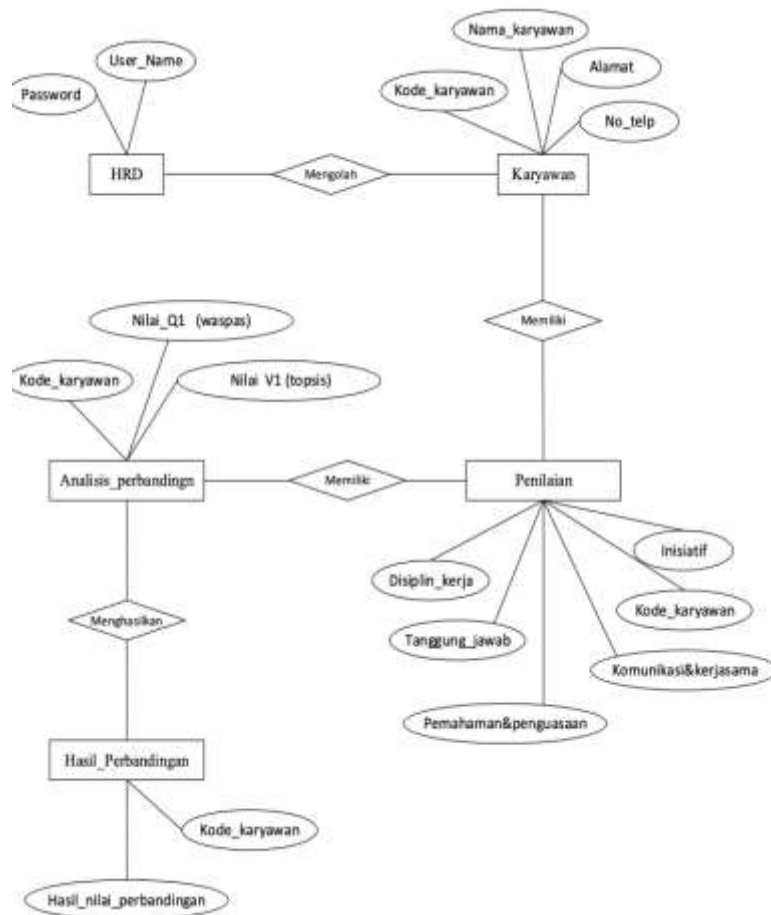 Nama_karyawan
User_Name
Alamat
Password
Kode_karyawan
No_telp
HRD
Mengolah
Karyawan
Memiliki
Nilai_Q1 (waspas)
Kode_karyawan
Nilai V1 (topsis)
Analisis_perbandingn
Memiliki
Penilaian
Inisiatif
Disiplin_kerja
Kode_karyawan
Menghasilkan
Tanggung_jawab
Komunikasi&kerjasama
Pemahaman&penguasaan
Hasil_Perbandingan
Kode_karyawan
Hasil_nilai_perbandingan